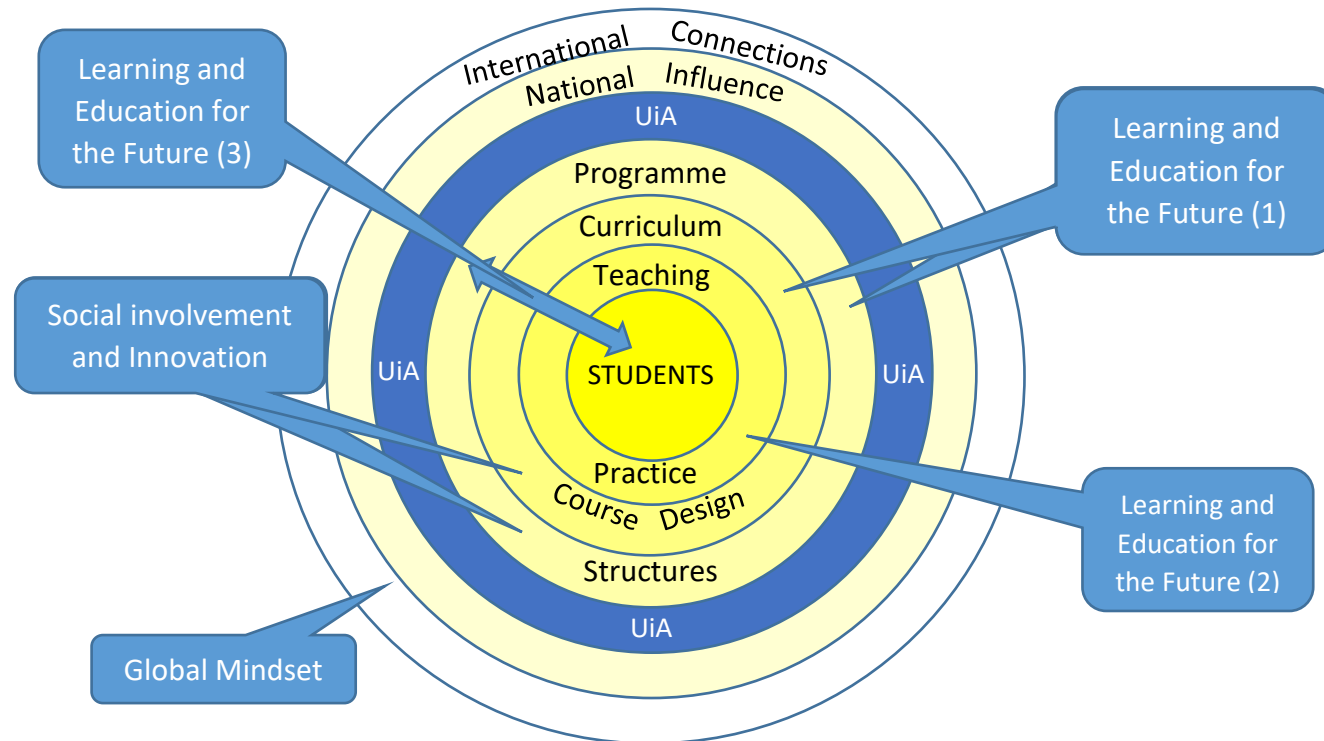 International Connections
National Influence
UiA
Learning and
Education for
the Future (3)
Learning and
Education for
the Future (1)
Programme
Curriculum
Teaching
Social involvement
and Innovation
UiA
STUDENTS
UiA
Practice
Course Design
Structures
UiA
Learning and
Education for
the Future (2)
Global Mindset